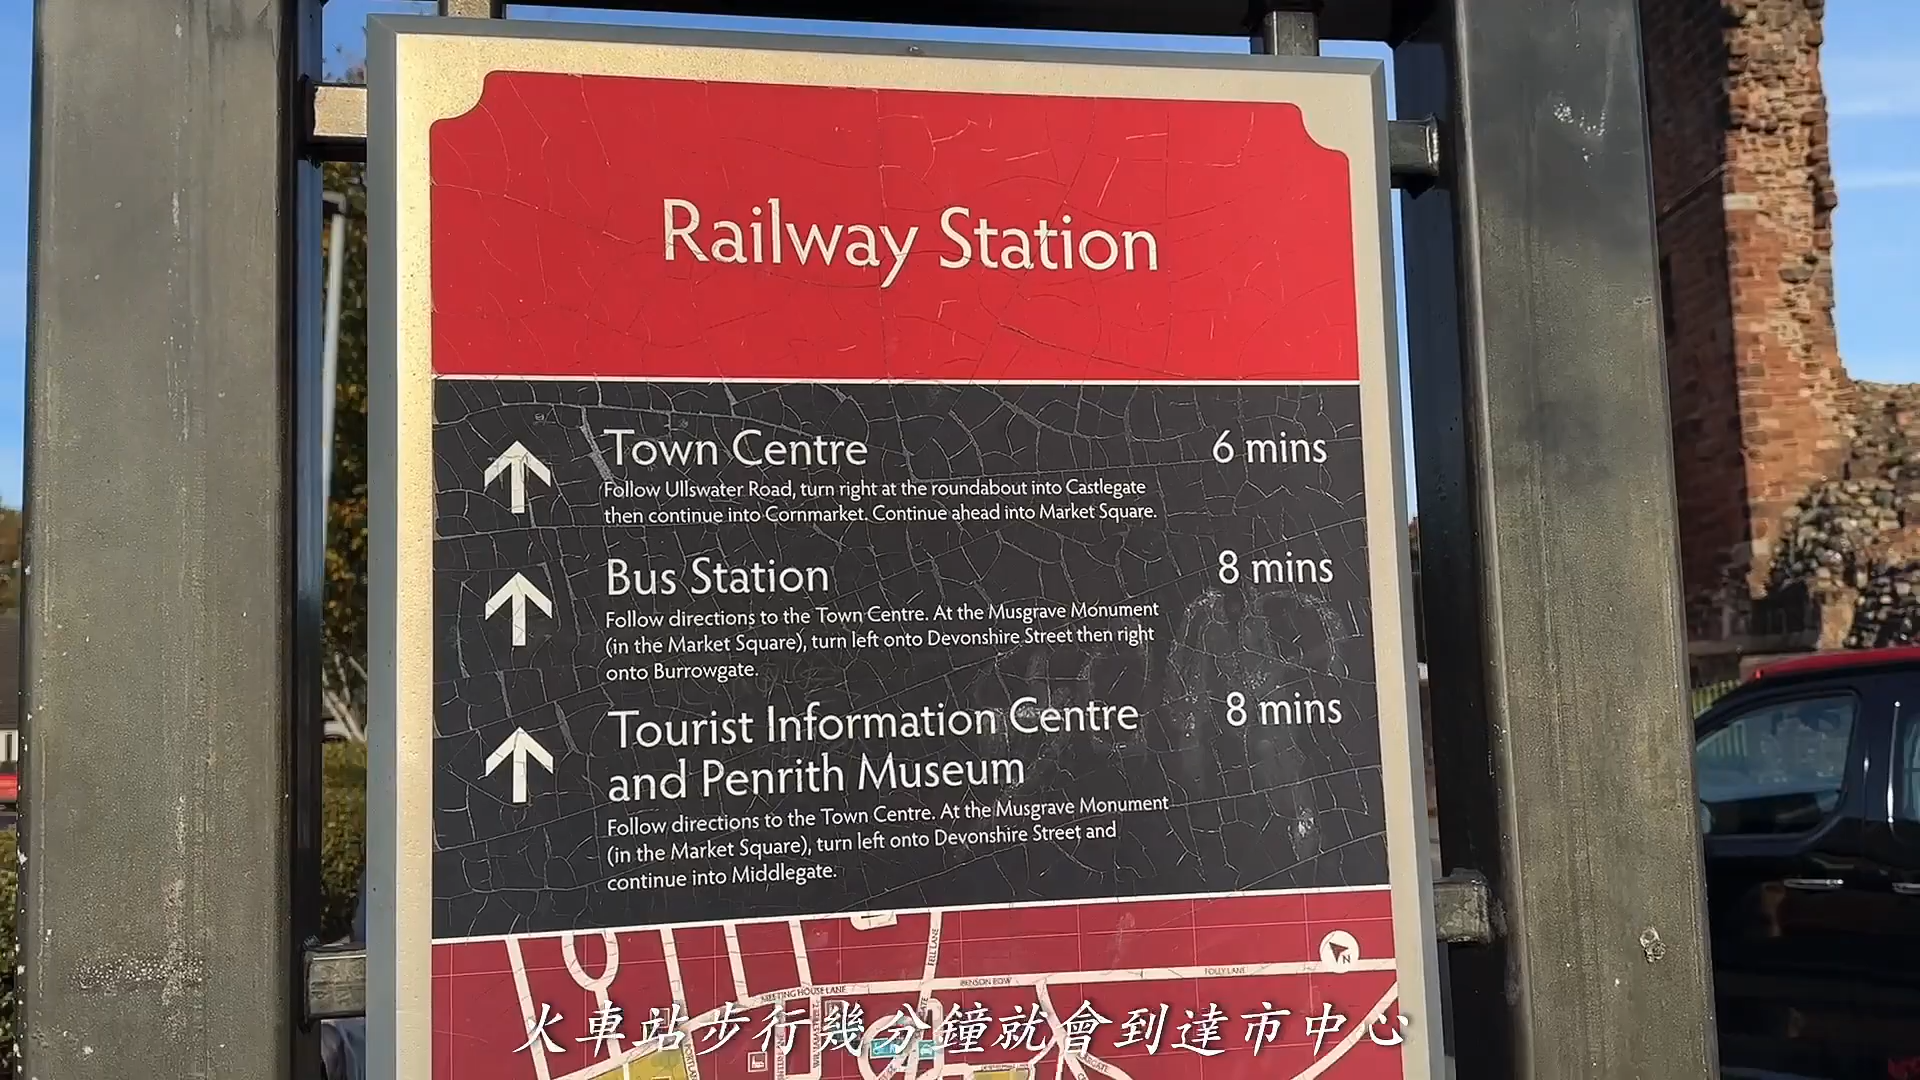 Railway Station
Town Centre
6 mins
Follow Ullswater Road, turn right at the roundabout into Castlegate
then continue into Cornmarket. Continue ahead into Market Square.
Bus Station
8 mins
Follow directions to the Town Centre. At the Musgrave Monument
(in the Market Square), turn left onto Devonshire Street then right
onto Burrowgate.
Tourist Information Centre
and Penrith Museum
8 mins
Follow directions to the Town Centre. At the Musgrave Monument
(in the Market Square), turn left onto Devonshire Street and
continue into Middlegate.
FELL LANE
N
FOLLY LANE
BENSON ROW
MEETING HOUSE LANE
火車站步行幾分鐘就會到達市中心